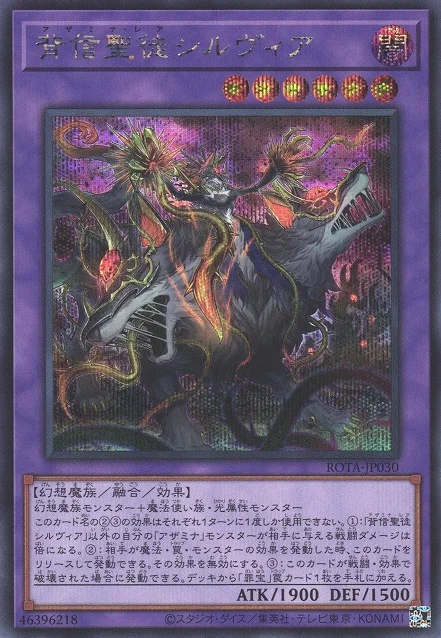 アザミナーレア
背信聖徒シルヴィア
闇
ROTA-JP030
【幻想魔族／融合／効果】
幻想魔族モンスター＋魔法使い族・光属性モンスター
このカード名の②③の効果はそれぞれ1ターンに1度しか使用できない。①：「背信聖徒
シルヴィア」以外の自分の「アザミナ」モンスターが相手に与える戦闘ダメージは
倍になる。②：相手が魔法・罠・モンスターの効果を発動した時、このカードを
リリースして発動できる。その効果を無効にする。③：このカードが戦闘・効果で
破壊された場合に発動できる。デッキから「罪宝」罠カード1枚を手札に加える。
ATK/1900 DEF/1500
46396218
©スタジオ・ダイス／集英社・テレビ東京・KONAMI